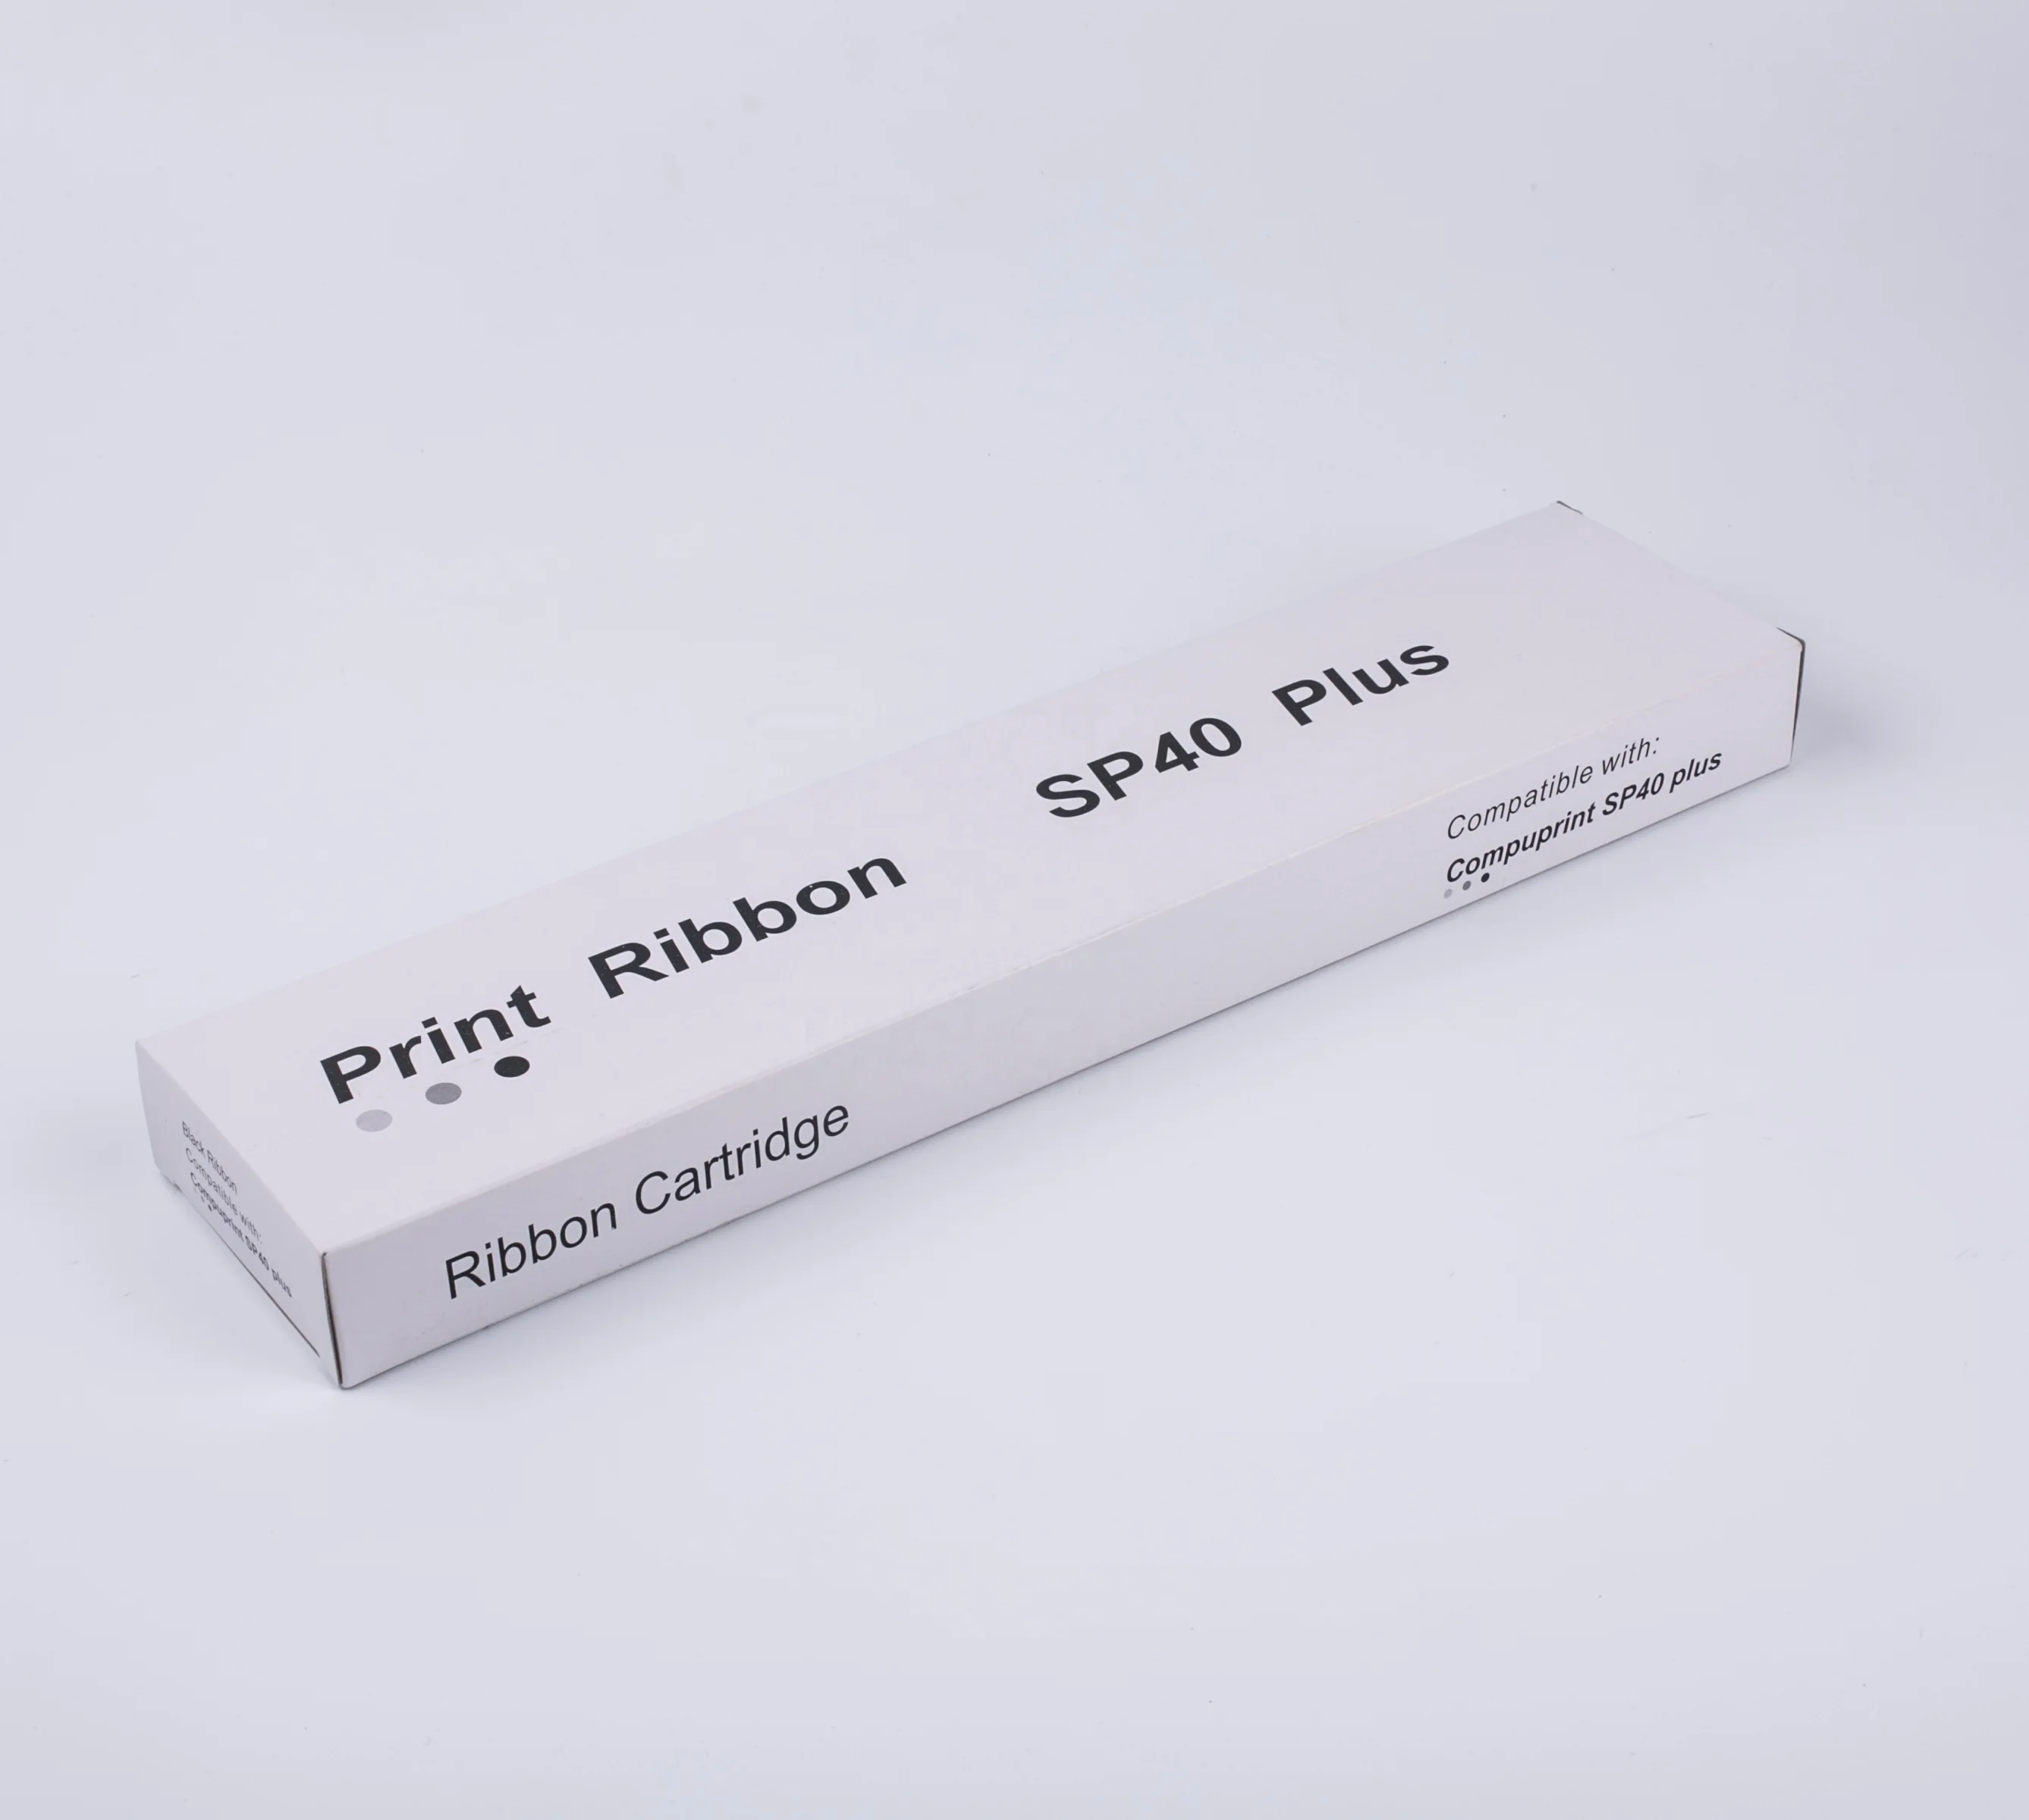 Print Ribbon SP40 Plus
Ribbon Cartridge
Compatible with:
Compuprint SP40 plus
Black Ribbon
Compatible with:
Compuprint SP40 plus